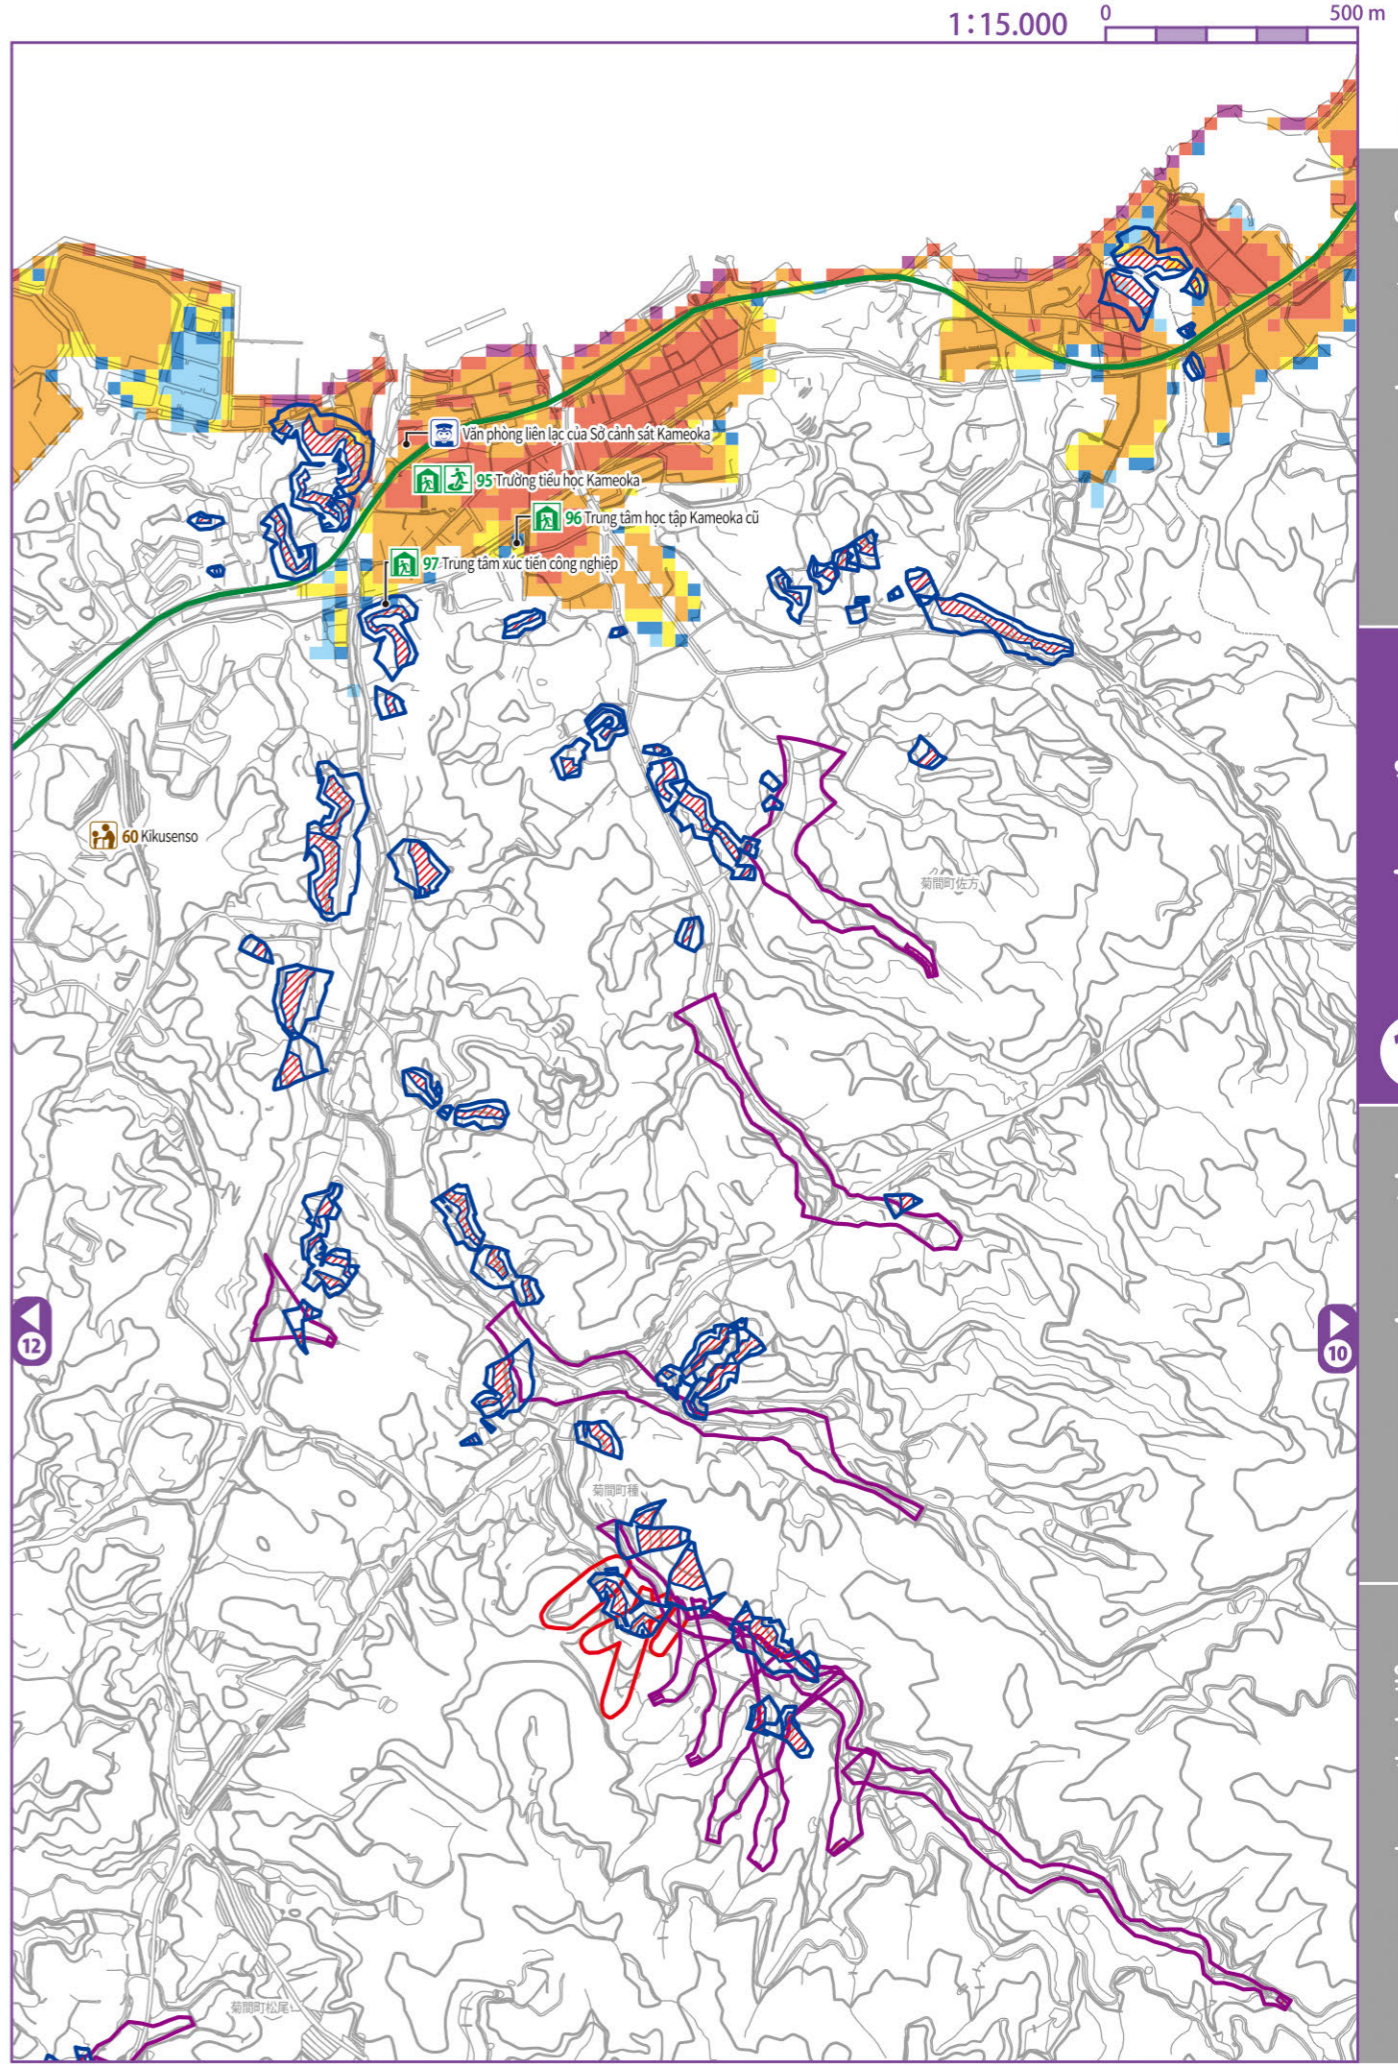 1:15.000
0
500 m
Văn phòng liên lạc của Sở cảnh sát Kameoka
95 Trường tiểu học Kameoka
96 Trung tâm học tập Kameoka cũ
97 Trung tâm xúc tiến công nghiệp
60 Kikusenso
菊間町佐方
12
10
菊間町種
菊間町松尾